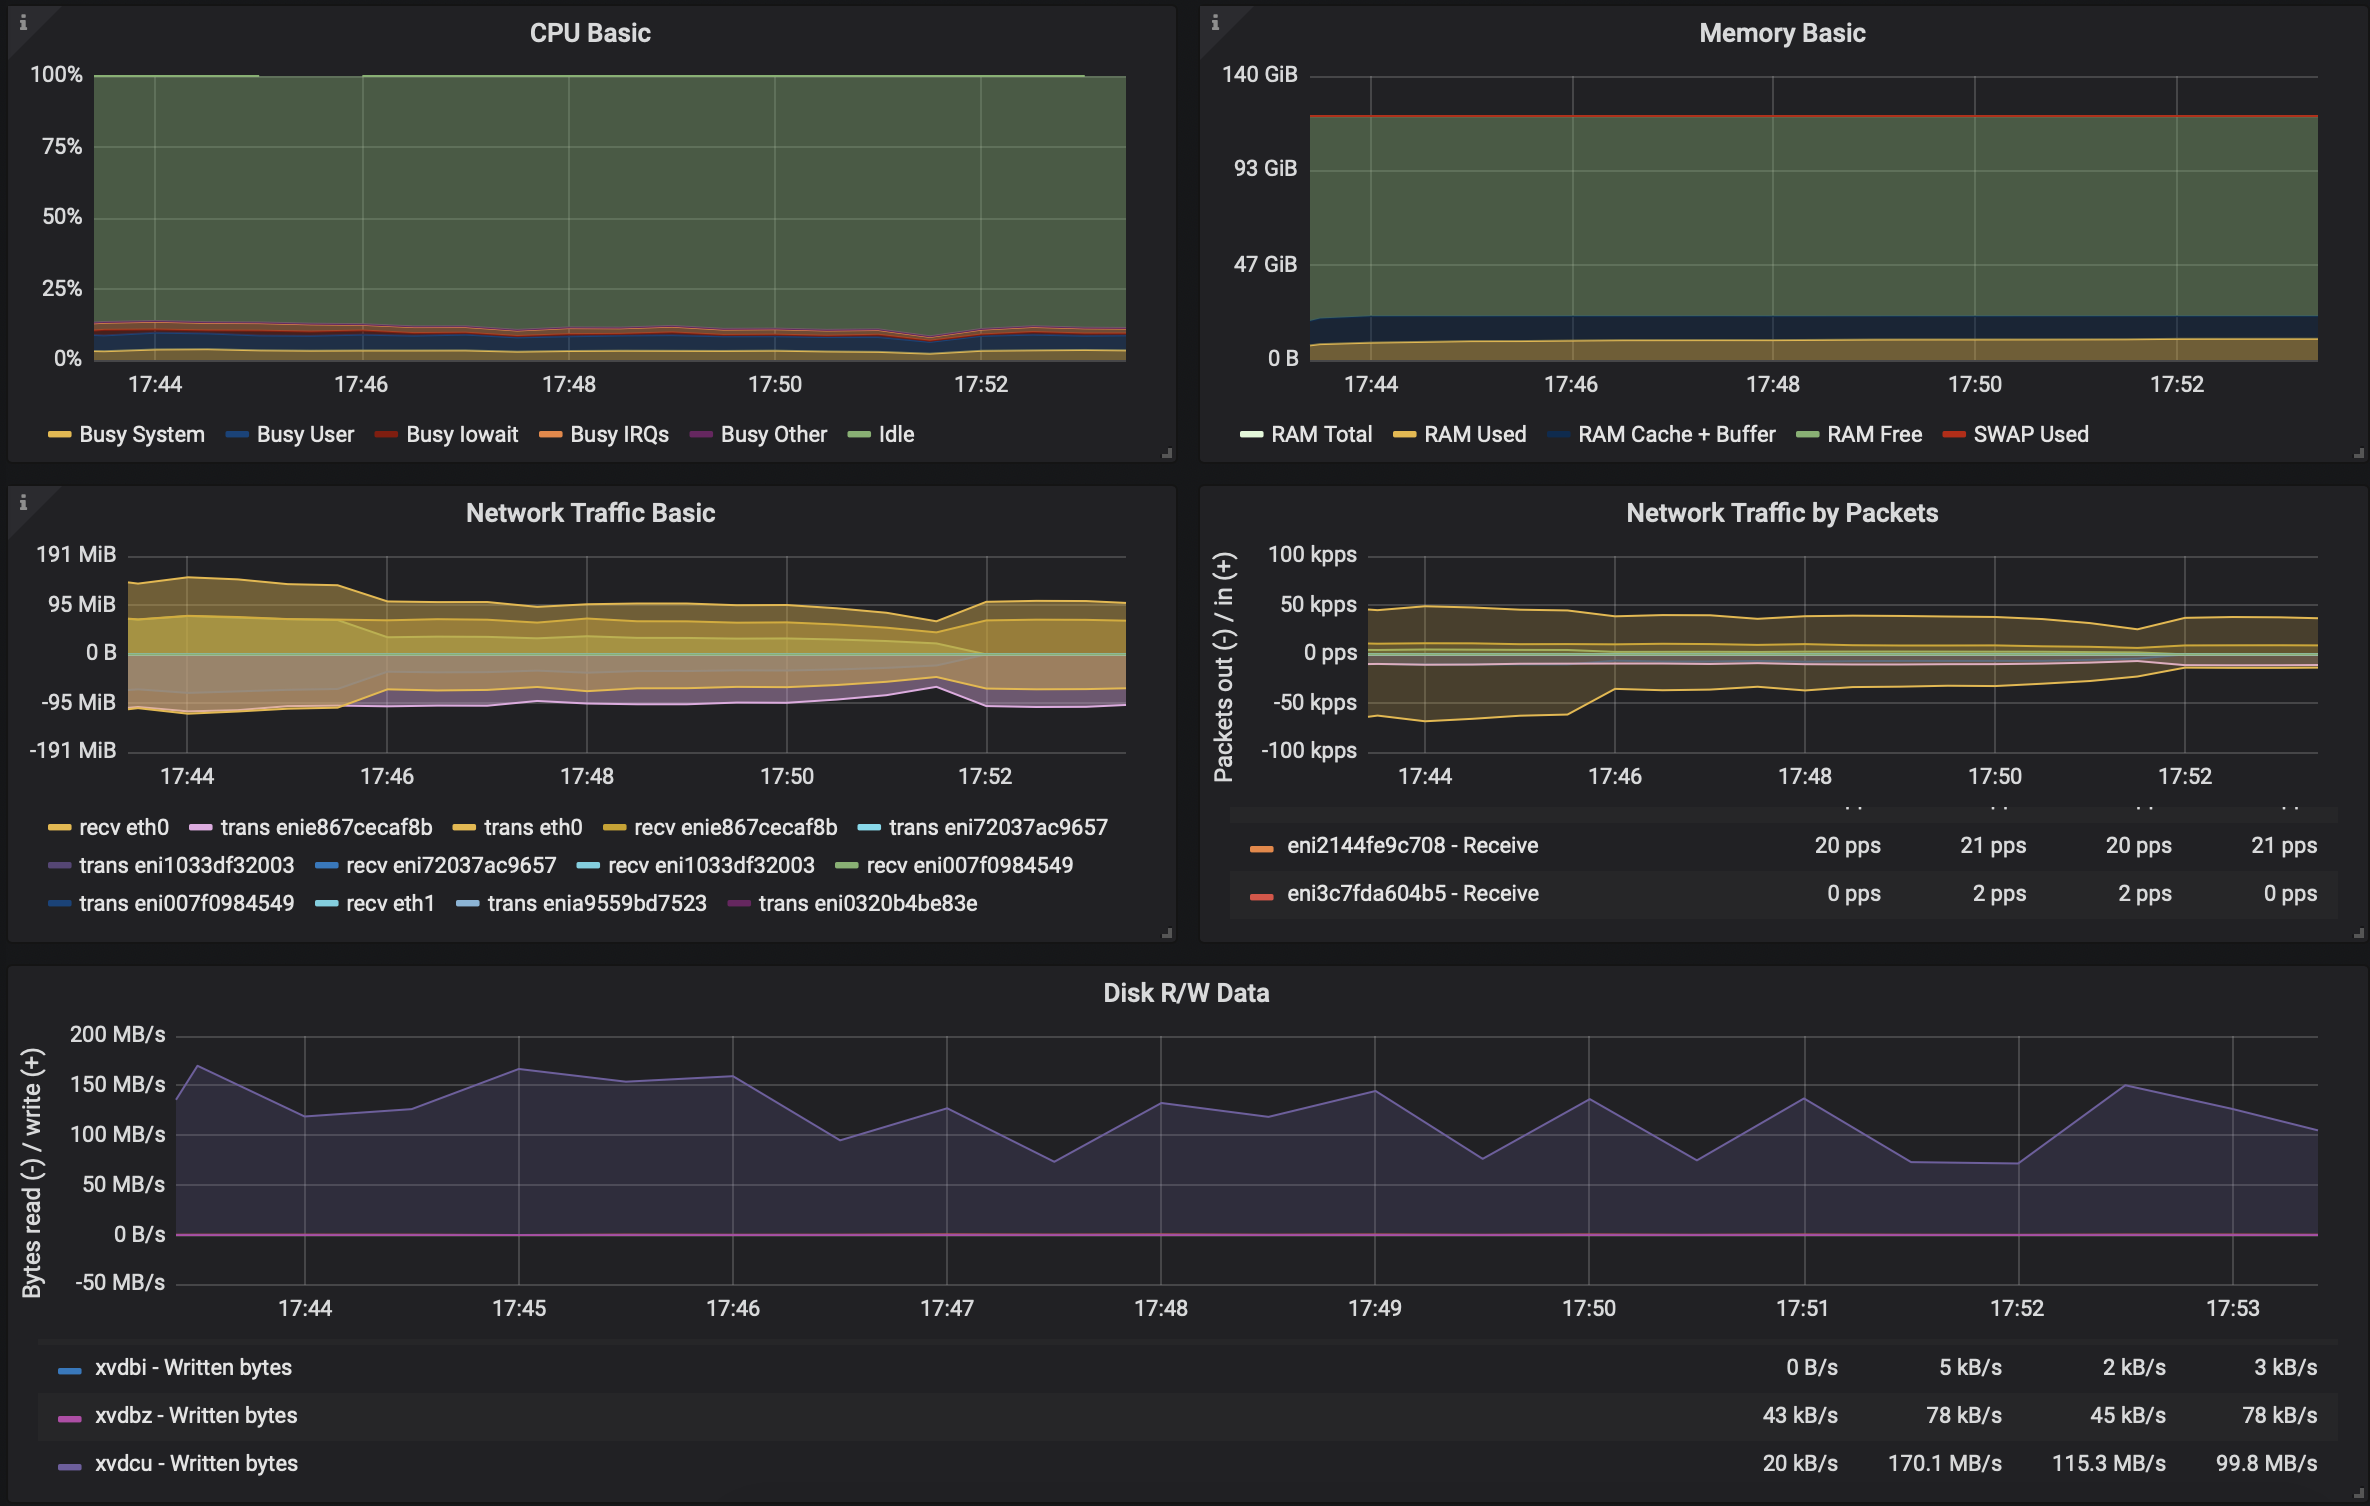 CPU Basic
100%
75%
50%
25%
0%
17:44 17:46 17:48 17:50 17:52
Busy System Busy User Busy Iowait Busy IRQs Busy Other Idle
Memory Basic
140 GiB
93 GiB
47 GiB
0 B
17:44 17:46 17:48 17:50 17:52
RAM Total RAM Used RAM Cache + Buffer RAM Free SWAP Used
Network Traffic Basic
191 MiB
95 MiB
0 B
-95 MiB
-191 MiB
17:44 17:46 17:48 17:50 17:52
recv eth0 trans enie867cecaf8b trans eth0 recv enie867cecaf8b trans eni72037ac9657
trans eni1033df32003 recv eni72037ac9657 recv eni1033df32003 recv eni007f0984549
trans eni007f0984549 recv eth1 trans enia9559bd7523 trans eni0320b4be83e
Network Traffic by Packets
Packets out (-) / in (+)
100 kpps
50 kpps
0 pps
-50 kpps
-100 kpps
17:44 17:46 17:48 17:50 17:52
eni2144fe9c708 - Receive 20 pps 21 pps 20 pps 21 pps
eni3c7fda604b5 - Receive 0 pps 2 pps 2 pps 0 pps
Disk R/W Data
Bytes read (-) / write (+)
200 MB/s
150 MB/s
100 MB/s
50 MB/s
0 B/s
-50 MB/s
17:44 17:45 17:46 17:47 17:48 17:49 17:50 17:51 17:52 17:53
xvdbi - Written bytes 0 B/s 5 kB/s 2 kB/s 3 kB/s
xvdbz - Written bytes 43 kB/s 78 kB/s 45 kB/s 78 kB/s
xvdcu - Written bytes 20 kB/s 170.1 MB/s 115.3 MB/s 99.8 MB/s